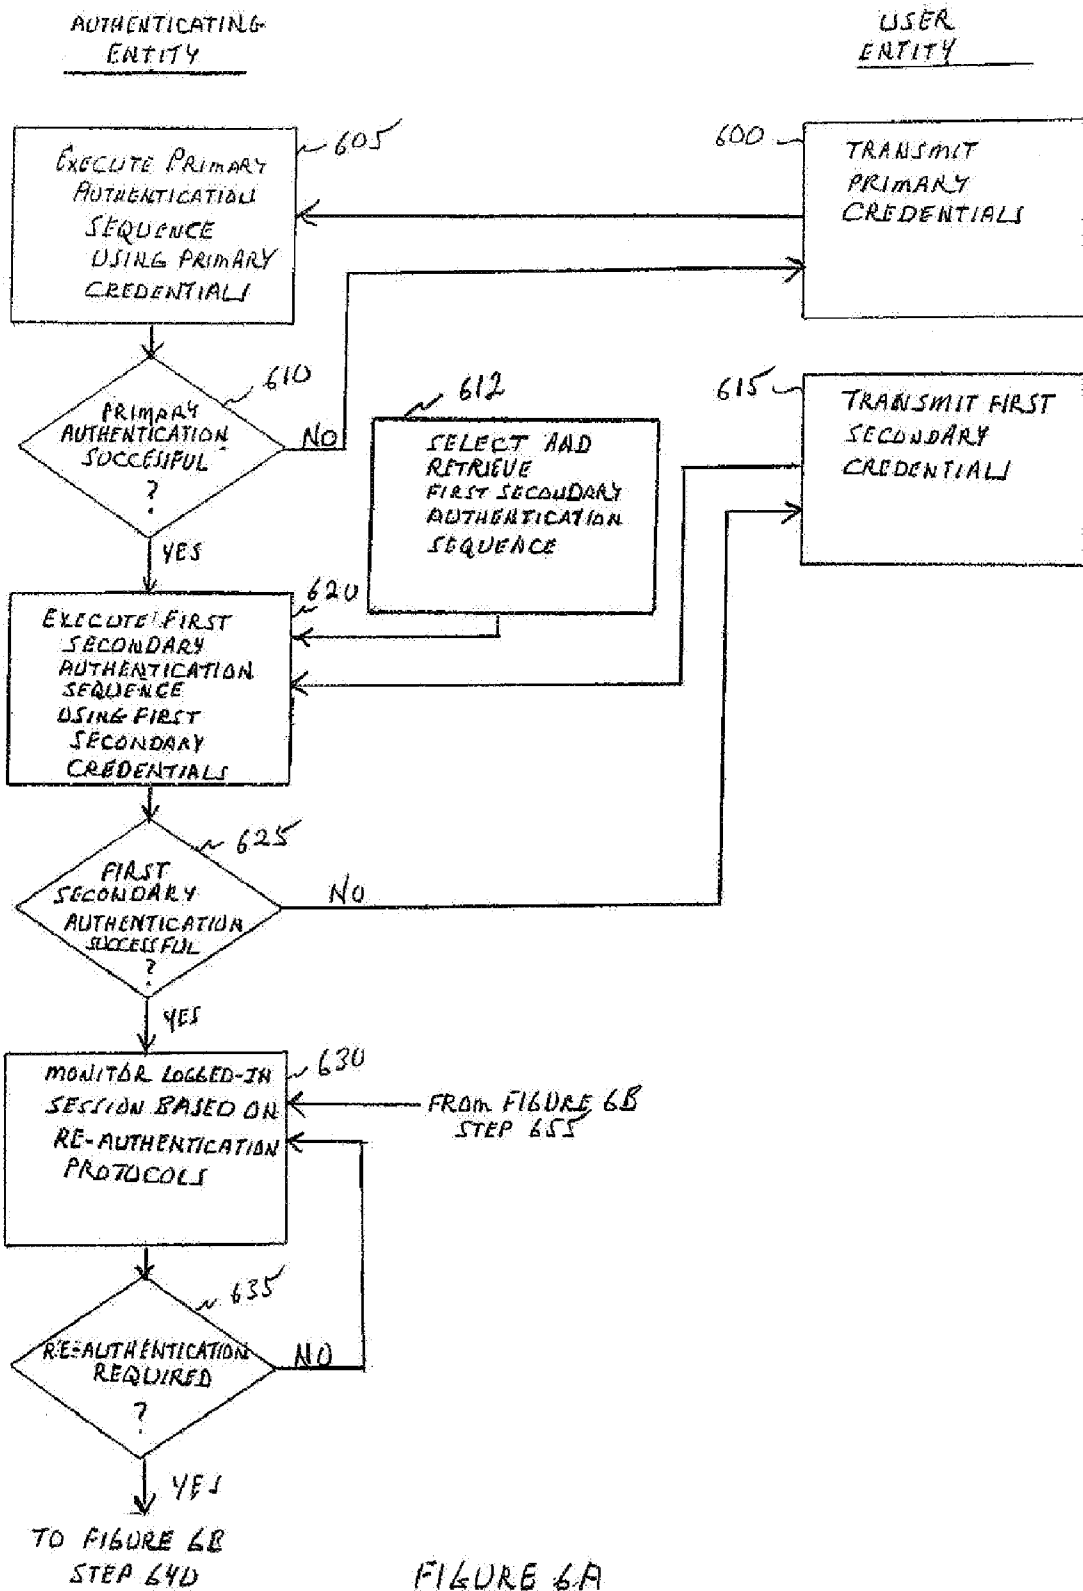 AUTHENTICATING
ENTITY
USER
ENTITY
605
EXECUTE PRIMARY
AUTHENTICATION
SEQUENCE
USING PRIMARY
CREDENTIALS
600
TRANSMIT
PRIMARY
CREDENTIALS
610
PRIMARY
AUTHENTICATION
SUCCESSFUL
?
NO
YES
612
SELECT AND
RETRIEVE
FIRST SECONDARY
AUTHENTICATION
SEQUENCE
615
TRANSMIT FIRST
SECONDARY
CREDENTIALS
620
EXECUTE FIRST
SECONDARY
AUTHENTICATION
SEQUENCE
USING FIRST
SECONDARY
CREDENTIALS
625
FIRST
SECONDARY
AUTHENTICATION
SUCCESSFUL
?
NO
YES
630
MONITOR LOGGED-IN
SESSION BASED ON
RE-AUTHENTICATION
PROTOCOLS
FROM FIGURE 6B
STEP 655
635
RE-AUTHENTICATION
REQUIRED
?
NO
YES
TO FIGURE 6B
STEP 640
FIGURE 6A